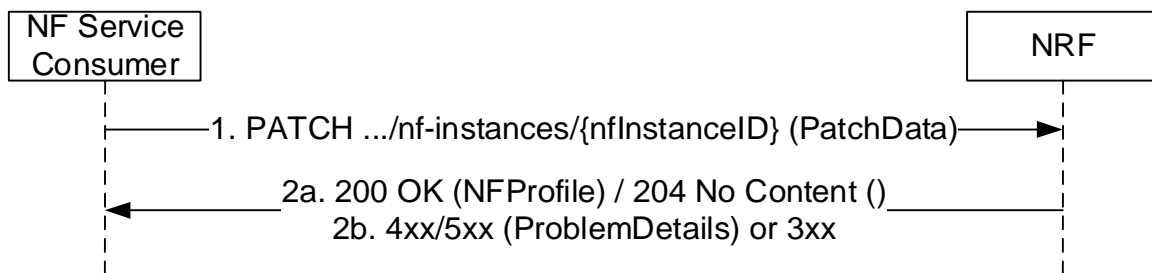 NF Service
Consumer
NRF
1. PATCH .../nf-instances/{nfInstanceID} (PatchData)
2a. 200 OK (NFProfile) / 204 No Content ()
2b. 4xx/5xx (ProblemDetails) or 3xx